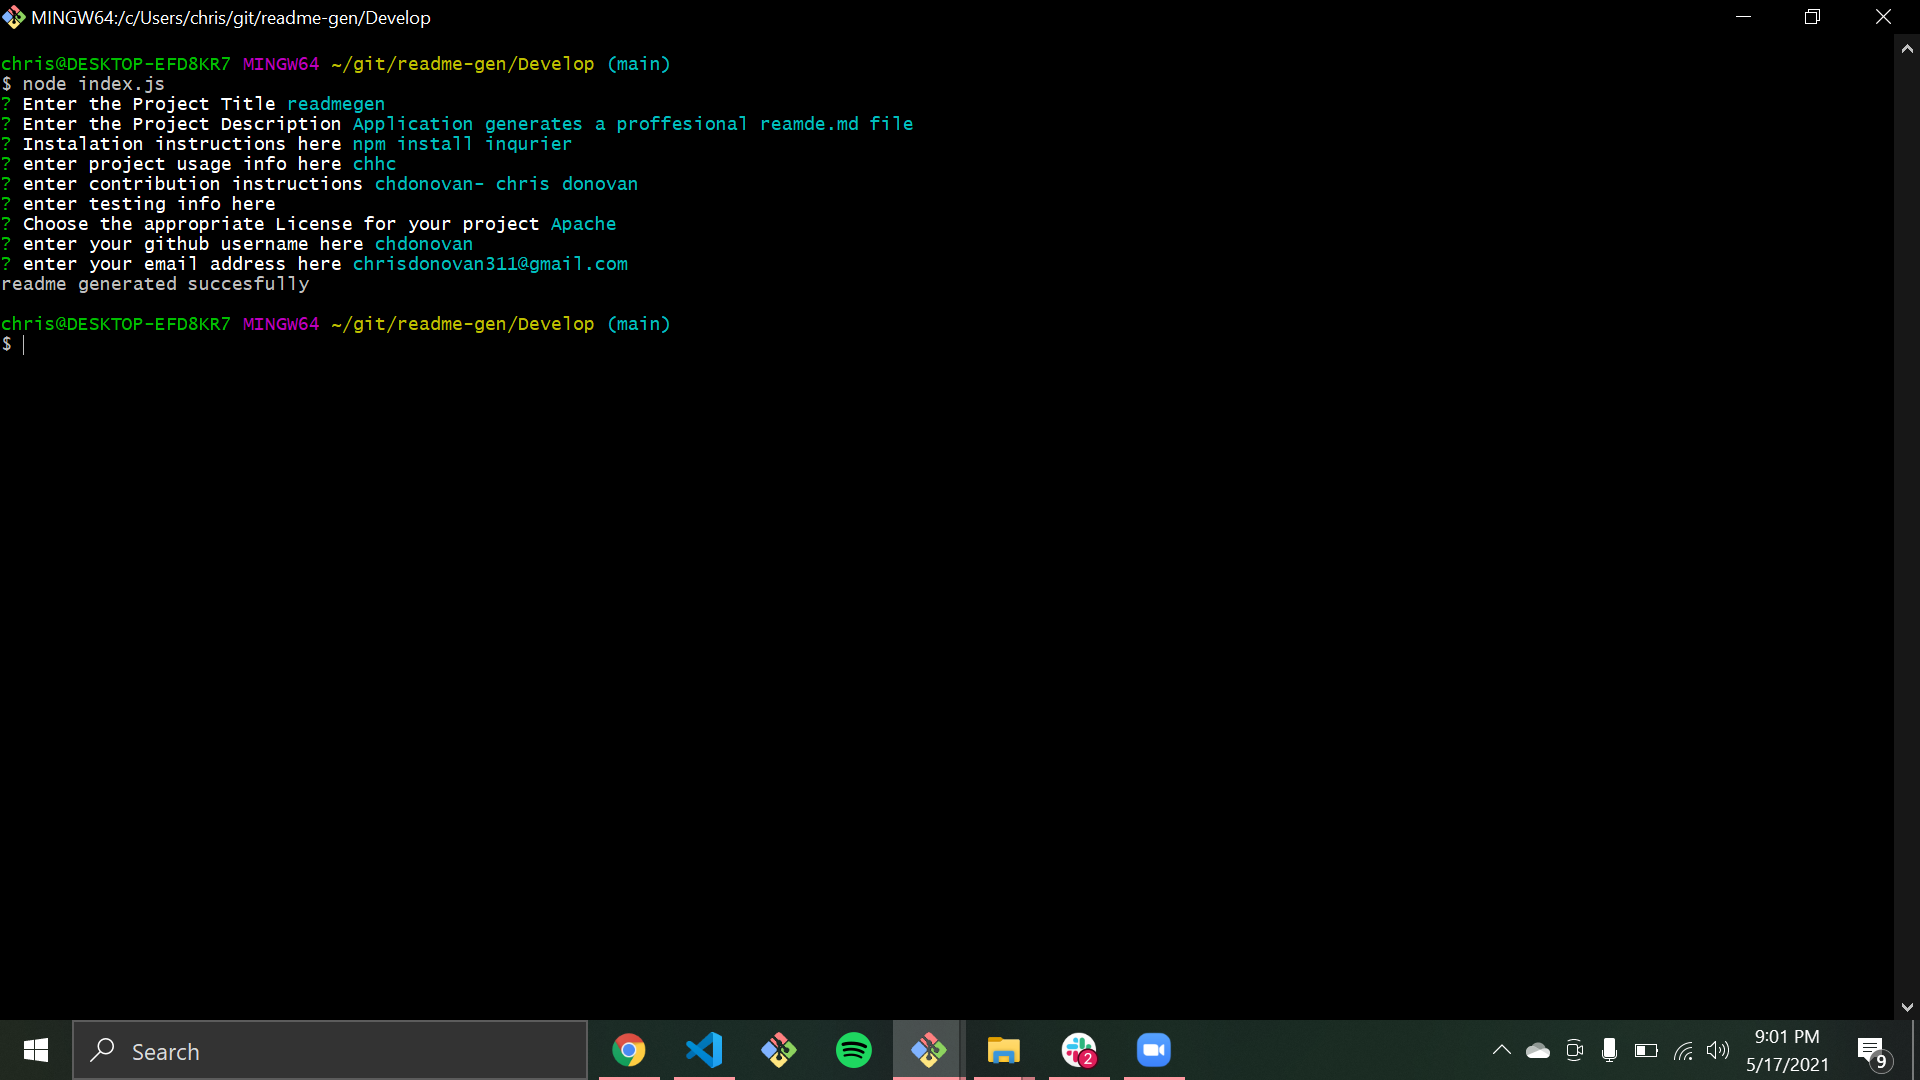 MINGW64:/c/Users/chris/git/readme-gen/Develop
chris@DESKTOP-EFD8KR7 MINGW64 ~/git/readme-gen/Develop (main)
$ node index.js
? Enter the Project Title readmegen
? Enter the Project Description Application generates a proffesional reamde.md file
? Instalation instructions here npm install inqurier
? enter project usage info here chhc
? enter contribution instructions chdonovan- chris donovan
? enter testing info here
? Choose the appropriate License for your project Apache
? enter your github username here chdonovan
? enter your email address here chrisdonovan311@gmail.com
readme generated succesfully
chris@DESKTOP-EFD8KR7 MINGW64 ~/git/readme-gen/Develop (main)
$
Search
2
9:01 PM
5/17/2021
9